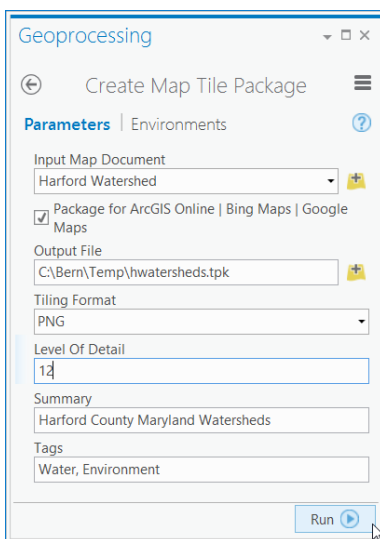 Geoprocessing
Create Map Tile Package
Parameters | Environments
Input Map Document
Harford Watershed
Package for ArcGIS Online | Bing Maps | Google
Maps
Output File
C:\Bern\Temp\hwatersheds.tpk
Tiling Format
PNG
Level Of Detail
12
Summary
Harford County Maryland Watersheds
Tags
Water, Environment
Run